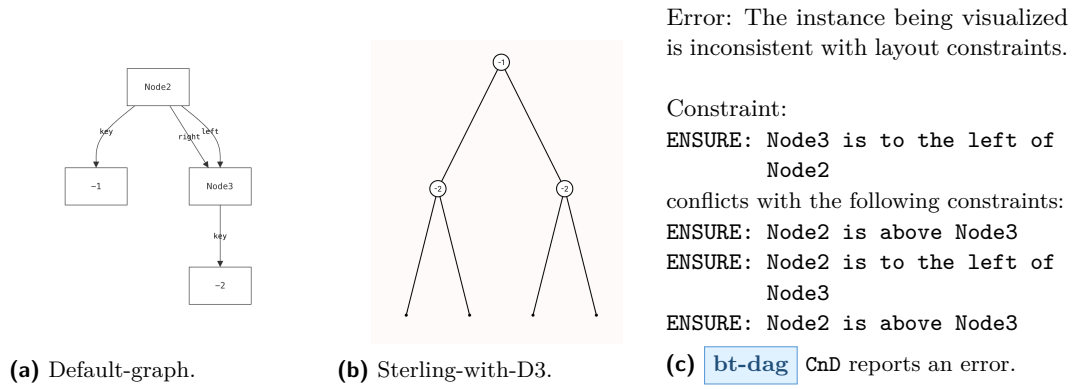 Node2
key
right
left
−1
Node3
key
−2
(a) Default-graph.
-1
-2
-2
(b) Sterling-with-D3.
Error: The instance being visualized
is inconsistent with layout constraints.
Constraint:
ENSURE: Node3 is to the left of
Node2
conflicts with the following constraints:
ENSURE: Node2 is above Node3
ENSURE: Node2 is to the left of
Node3
ENSURE: Node2 is above Node3
(c) bt-dag CnD reports an error.